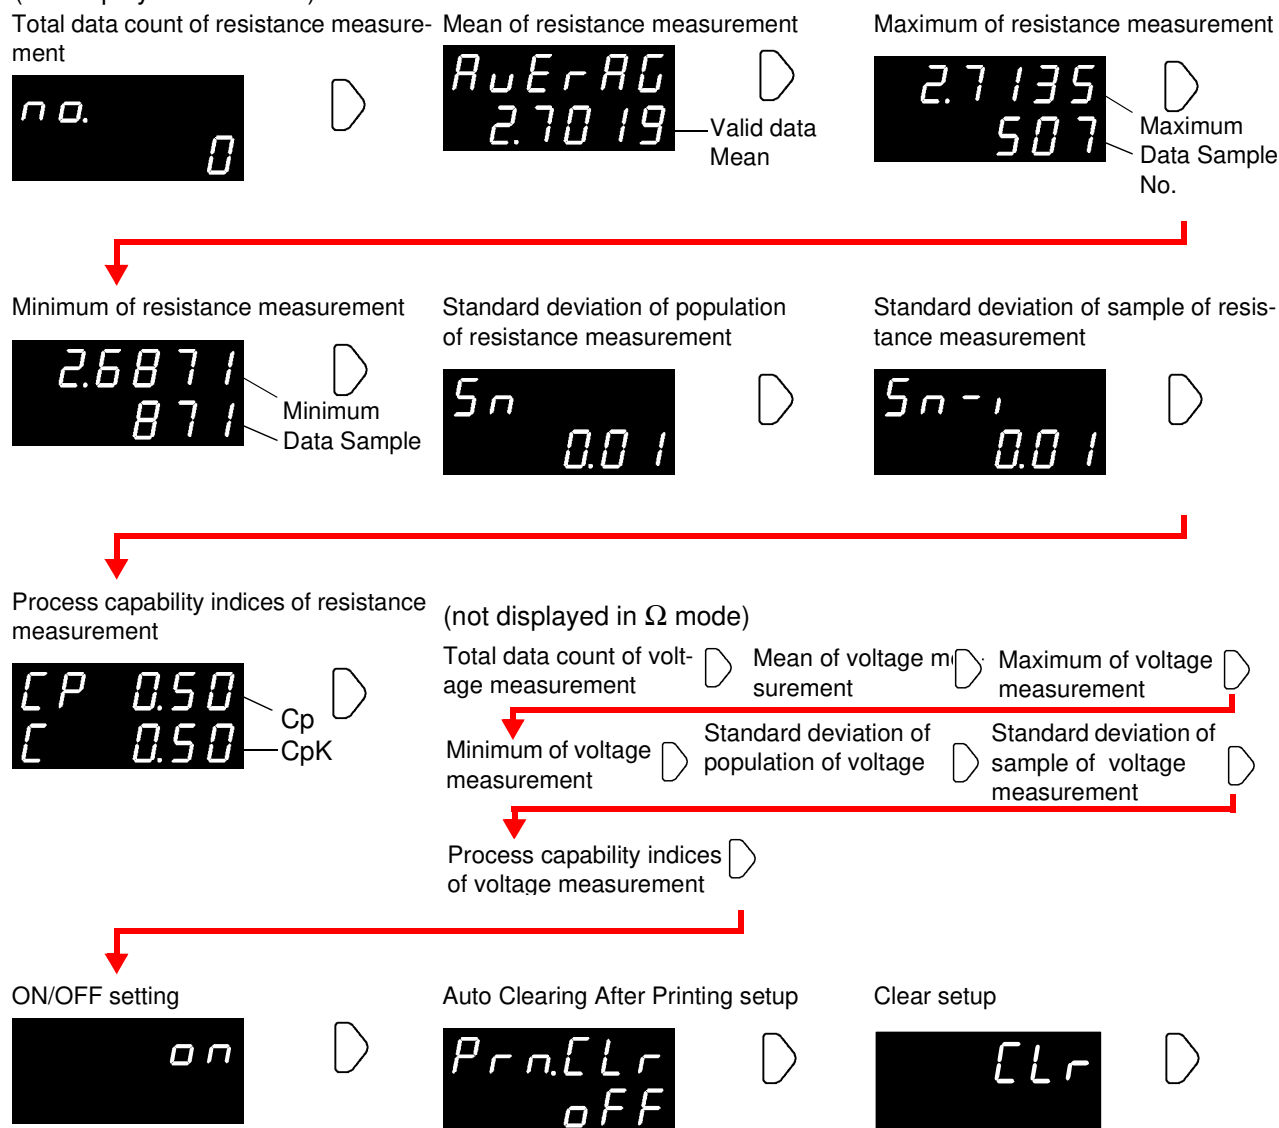 Total data count of resistance measure-
ment
no.
0
Mean of resistance measurement
AvErAG
2.7019
Valid data
Mean
Maximum of resistance measurement
2.7135
507
Maximum
Data Sample
No.
Minimum of resistance measurement
2.6871
871
Minimum
Data Sample
Standard deviation of population
of resistance measurement
Sn
0.01
Standard deviation of sample of resis-
tance measurement
Sn-1
0.01
Process capability indices of resistance
measurement
CP 0.50
C 0.50
Cp
CpK
(not displayed in Ω mode)
Total data count of volt-
age measurement
Mean of voltage
surement
Maximum of voltage
measurement
Minimum of voltage
measurement
Standard deviation of
population of voltage
Standard deviation of
sample of voltage
measurement
Process capability indices
of voltage measurement
ON/OFF setting
on
Auto Clearing After Printing setup
Prn.CLr
oFF
Clear setup
CLr